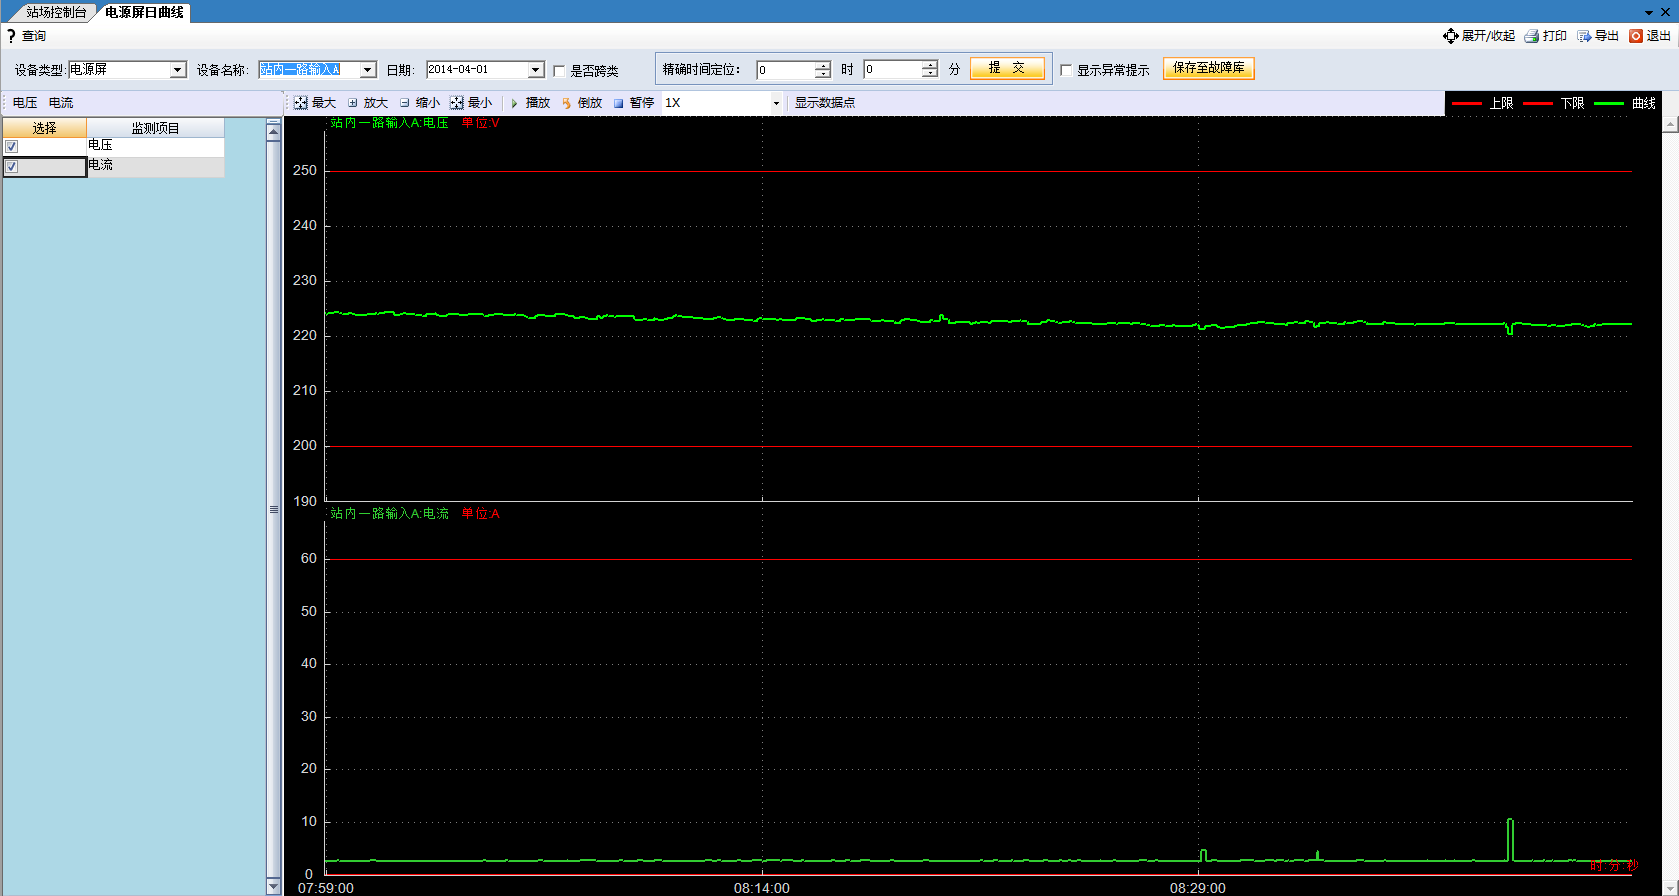 站场控制台 电源屏日曲线
? 查询 展开/收起 打印 导出 退出
设备类型: 电源屏 设备名称: 站内一路输入A 日期: 2014-04-01 是否跨类 精确时间定位: 0 时 0 分 提 交 显示异常提示 保存至故障库
电压 电流 最大 放大 缩小 最小 播放 倒放 暂停 1X 显示数据点 上限 下限 曲线
选择 监测项目
电压
电流
站内一路输入A:电压 单位:V
250
240
230
220
210
200
190
站内一路输入A:电流 单位:A
60
50
40
30
20
10
0
时:分:秒
07:59:00 08:14:00 08:29:00